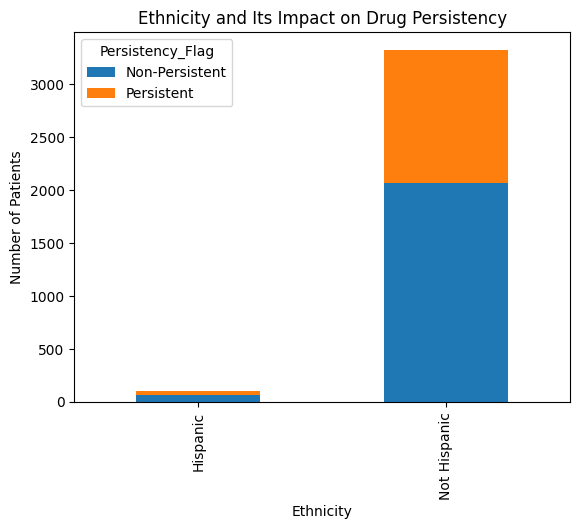 Ethnicity and Its Impact on Drug Persistency
Persistency_Flag
Non-Persistent
Persistent
Number of Patients
3000
2500
2000
1500
1000
500
0
Hispanic
Not Hispanic
Ethnicity